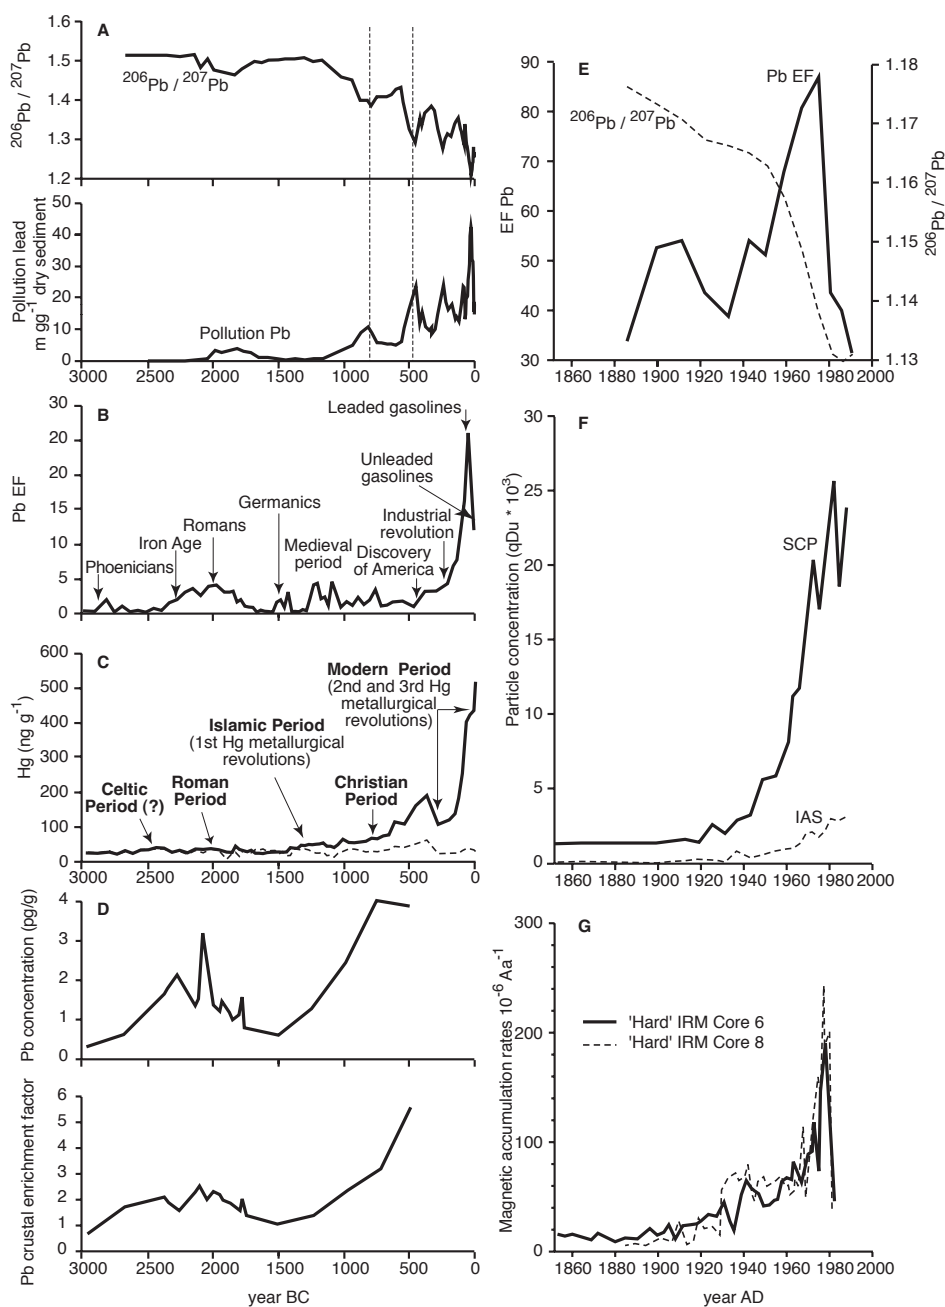 A
1.6
1.5
1.4
1.3
1.2
206Pb / 207Pb
206Pb / 207Pb
50
40
30
20
10
0
Pollution lead
m gg-1 dry sediment
Pollution Pb
3000 2500 2000 1500 1000 500 0
B
30
20
20
15
10
5
0
Pb EF
Leaded gasolines
Unleaded
gasolines
Industrial
revolution
Discovery
of America
Medieval
period
Germanics
Romans
Iron Age
Phoenicians
C
600
500
400
300
200
100
0
Hg (ng g-1)
Modern Period
(2nd and 3rd Hg
metallurgical
revolutions)
Islamic Period
(1st Hg metallurgical
revolutions)
Christian
Period
Roman
Period
Celtic
Period (?)
3000 2500 2000 1500 1000 500 0
D
4
3
2
1
0
Pb concentration (pg/g)
6
5
4
3
2
1
0
Pb crustal enrichment factor
3000 2500 2000 1500 1000 500 0
year BC
E
90
80
70
60
50
40
30
EF Pb
Pb EF
206Pb / 207Pb
1.18
1.17
1.16
1.15
1.14
1.13
206Pb / 207Pb
1860 1880 1900 1920 1940 1960 1980 2000
F
30
25
20
15
10
5
0
Particle concentration (qDu * 103)
SCP
IAS
1860 1880 1900 1920 1940 1960 1980 2000
G
300
200
100
0
Magnetic accumulation rates 10-6 Aa-1
'Hard' IRM Core 6
'Hard' IRM Core 8
1860 1880 1900 1920 1940 1960 1980 2000
year AD